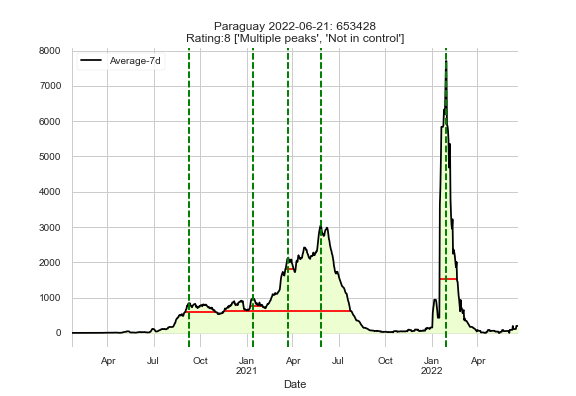 Paraguay 2022-06-21: 653428
Rating:8 ['Multiple peaks', 'Not in control']
Average-7d
8000
7000
6000
5000
4000
3000
2000
1000
0
Apr Jul Oct Jan Apr Jul Oct Jan Apr
2021 2022
Date